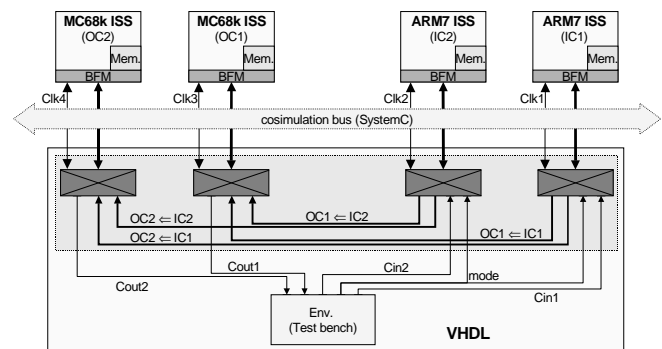 MC68k ISS
(OC2)
Mem.
BFM
MC68k ISS
(OC1)
Mem.
BFM
ARM7 ISS
(IC2)
Mem.
BFM
ARM7 ISS
(IC1)
Mem.
BFM
Clk4
Clk3
Clk2
Clk1
cosimulation bus (SystemC)
OC2 ⇐ IC2
OC1 ⇐ IC2
OC2 ⇐ IC1
OC1 ⇐ IC1
Cout2
Cout1
Cin2
mode
Cin1
Env.
(Test bench)
VHDL